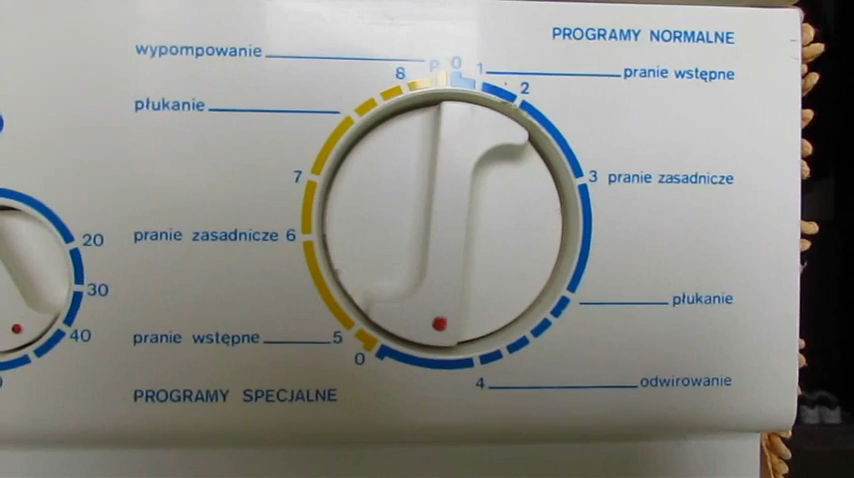 PROGRAMY NORMALNE
wypompowanie
8 P 0 1 pranie wstępne
2
płukanie
7
3 pranie zasadnicze
pranie zasadnicze 6
20
30
40
płukanie
pranie wstępne 5
0
4 odwirowanie
PROGRAMY SPECJALNE